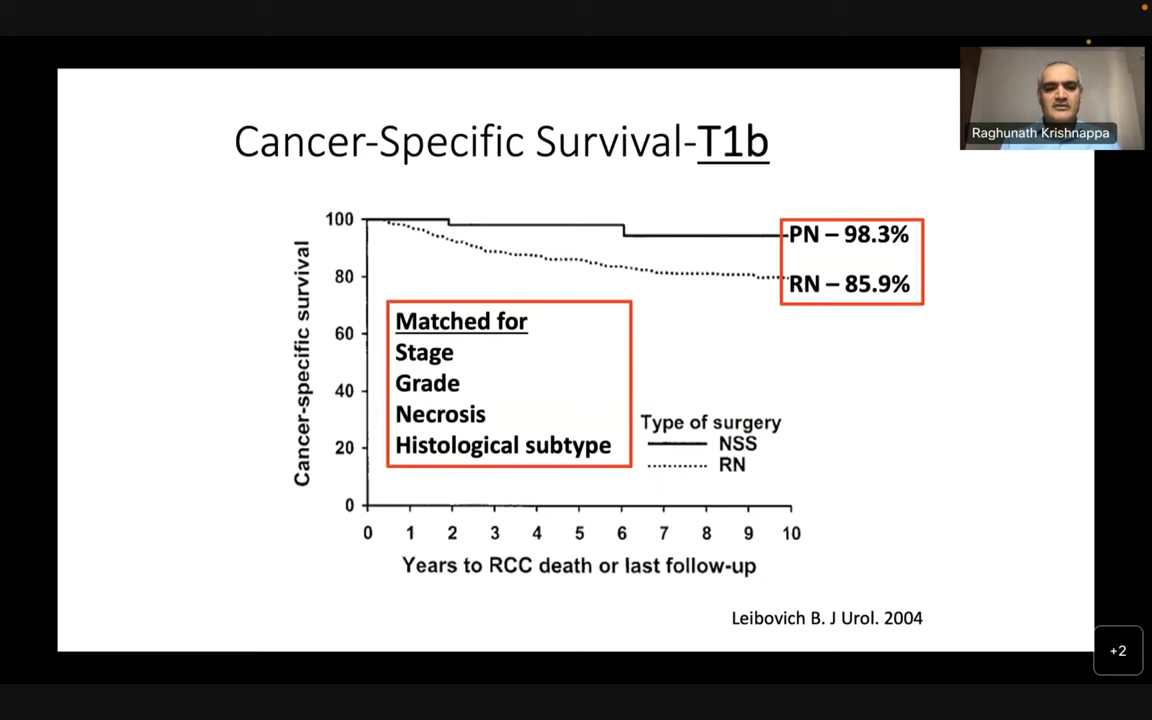 Raghunath Krishnappa
Cancer-Specific Survival-T1b
100
80
60
40
20
0
Cancer-specific survival
PN – 98.3%
RN – 85.9%
Matched for
Stage
Grade
Necrosis
Histological subtype
Type of surgery
NSS
RN
0 1 2 3 4 5 6 7 8 9 10
Years to RCC death or last follow-up
Leibovich B. J Urol. 2004
+2